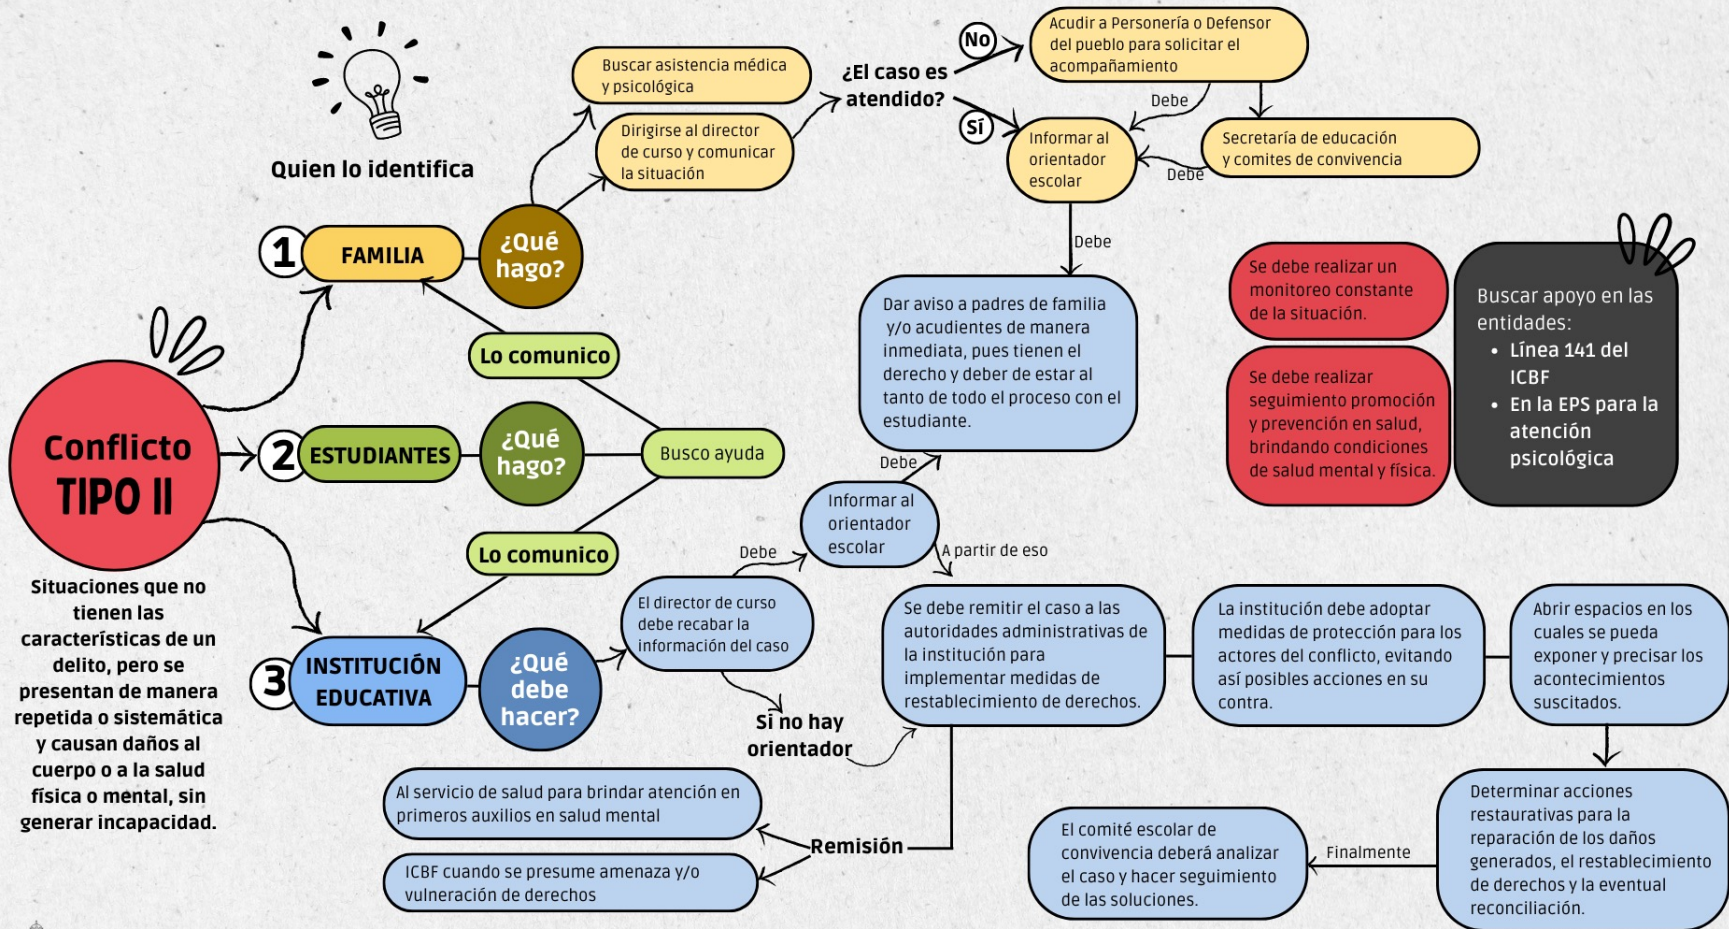 Quien lo identifica
Conflicto
TIPO II
Situaciones que no
tienen las
características de un
delito, pero se
presentan de manera
repetida o sistemática
y causan daños al
cuerpo o a la salud
física o mental, sin
generar incapacidad.
1
FAMILIA
¿Qué
hago?
Buscar asistencia médica
y psicológica
Dirigirse al director
de curso y comunicar
la situación
¿El caso es
atendido?
No
Acudir a Personería o Defensor
del pueblo para solicitar el
acompañamiento
Debe
Sí
Informar al
orientador
escolar
Secretaría de educación
y comites de convivencia
Debe
Debe
Dar aviso a padres de familia
y/o acudientes de manera
inmediata, pues tienen el
derecho y deber de estar al
tanto de todo el proceso con el
estudiante.
Se debe realizar un
monitoreo constante
de la situación.
Se debe realizar
seguimiento promoción
y prevención en salud,
brindando condiciones
de salud mental y física.
Buscar apoyo en las
entidades:
• Línea 141 del
ICBF
• En la EPS para la
atención
psicológica
Lo comunico
2
ESTUDIANTES
¿Qué
hago?
Busco ayuda
Lo comunico
3
INSTITUCIÓN
EDUCATIVA
¿Qué
debe
hacer?
El director de curso
debe recabar la
información del caso
Debe
Informar al
orientador
escolar
Debe
A partir de eso
Si no hay
orientador
Se debe remitir el caso a las
autoridades administrativas de
la institución para
implementar medidas de
restablecimiento de derechos.
La institución debe adoptar
medidas de protección para los
actores del conflicto, evitando
así posibles acciones en su
contra.
Abrir espacios en los
cuales se pueda
exponer y precisar los
acontecimientos
suscitados.
Remisión
Al servicio de salud para brindar atención en
primeros auxilios en salud mental
ICBF cuando se presume amenaza y/o
vulneración de derechos
Determinar acciones
restaurativas para la
reparación de los daños
generados, el restablecimiento
de derechos y la eventual
reconciliación.
Finalmente
El comité escolar de
convivencia deberá analizar
el caso y hacer seguimiento
de las soluciones.